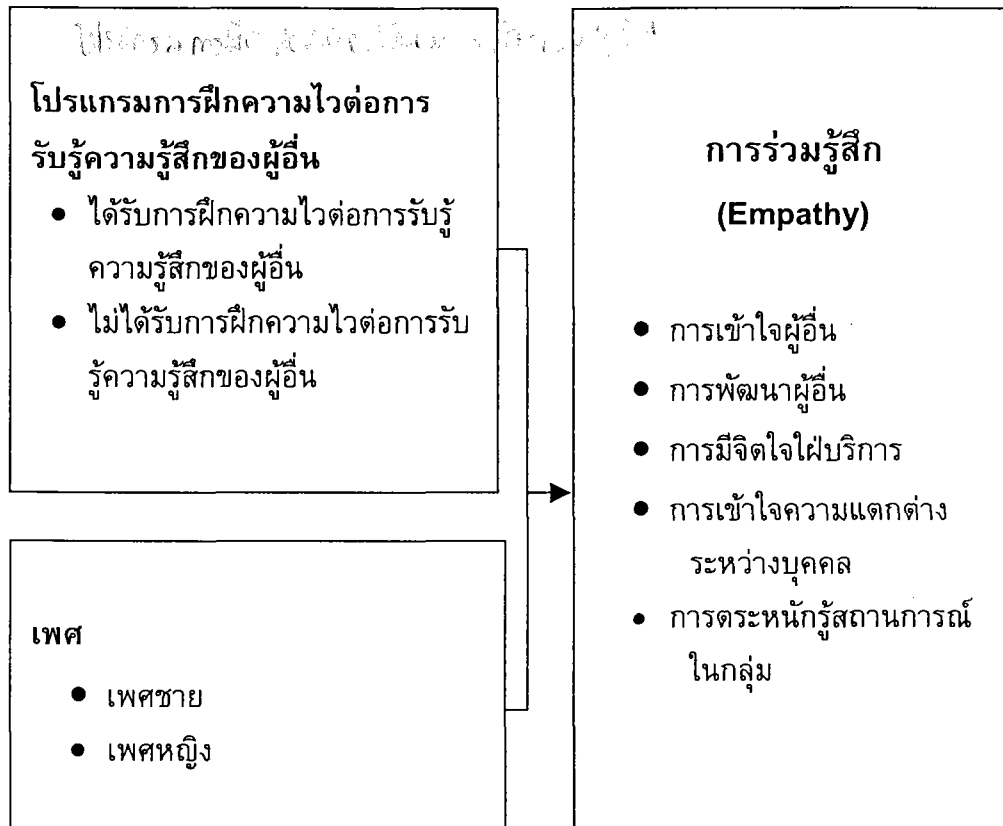 โปรแกรมการฝึกความไวต่อการ
รับรู้ความรู้สึกของผู้อื่น
● ได้รับการฝึกความไวต่อการรับรู้
ความรู้สึกของผู้อื่น
● ไม่ได้รับการฝึกความไวต่อการรับ
รู้ความรู้สึกของผู้อื่น
เพศ
● เพศชาย
● เพศหญิง
การร่วมรู้สึก
(Empathy)
● การเข้าใจผู้อื่น
● การพัฒนาผู้อื่น
● การมีจิตใจใฝ่บริการ
● การเข้าใจความแตกต่าง
ระหว่างบุคคล
● การตระหนักรู้สถานการณ์
ในกลุ่ม